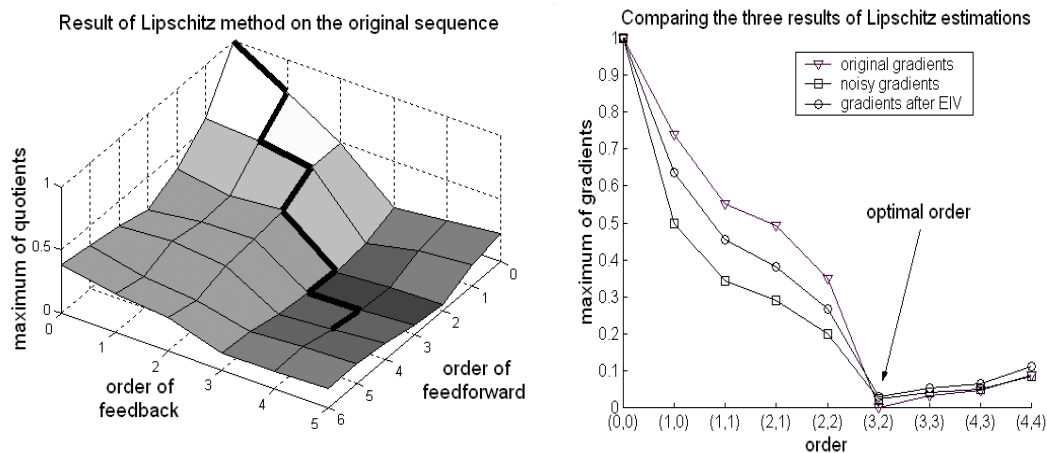 Result of Lipschitz method on the original sequence
maximum of quotients
1
0.5
0
0
1
2
3
4
5
order of
feedback
6
5
4
3
2
1
0
order of
feedforward
Comparing the three results of Lipschitz estimations
maximum of gradients
1
0.9
0.8
0.7
0.6
0.5
0.4
0.3
0.2
0.1
0
original gradients
noisy gradients
gradients after EIV
optimal order
(0,0) (1,0) (1,1) (2,1) (2,2) (3,2) (3,3) (4,3) (4,4)
order